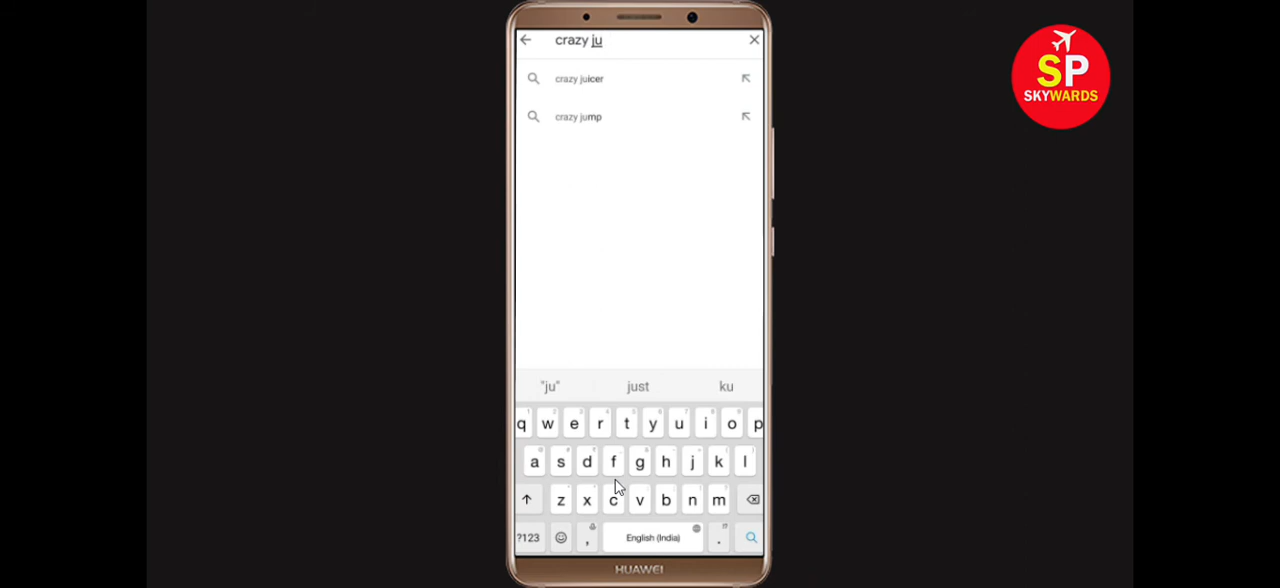 crazy ju
crazy juicer
crazy jump
"ju" just ku
q w e r t y u i o p
a s d f g h j k l
z x c v b n m
?123 , English (India) .
HUAWEI
SP
SKYWARDS